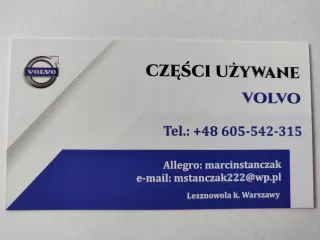 VOLVO
CZĘŚCI UŻYWANE
VOLVO
Tel.: +48 605-542-315
Allegro: marcinstanczak
e-mail: mstanczak222@wp.pl
Lesznowola k. Warszawy